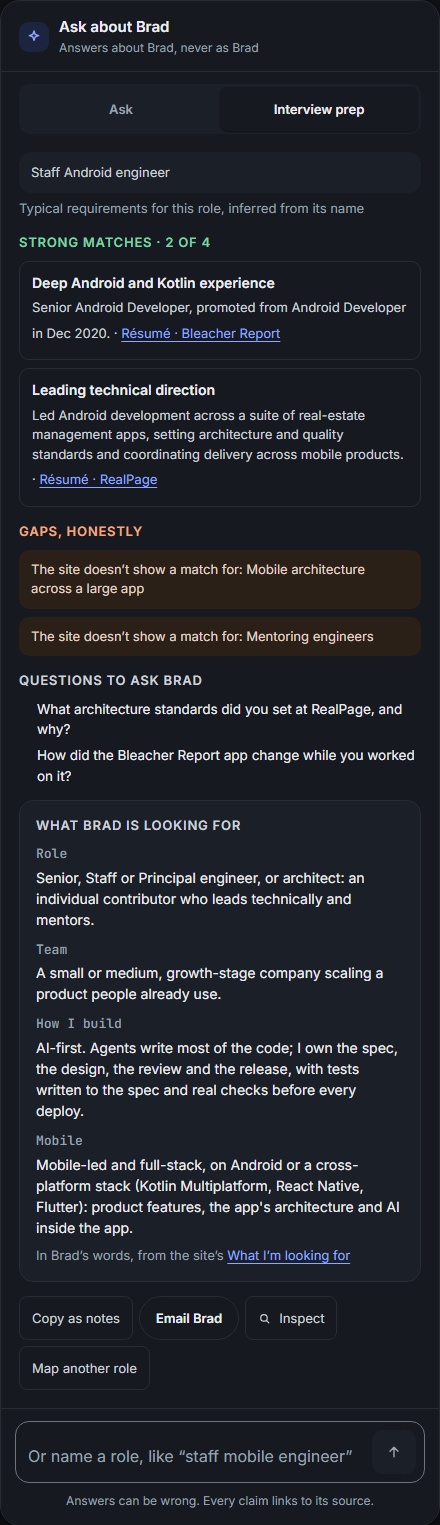 Ask about Brad
Answers about Brad, never as Brad
Ask
Interview prep
Staff Android engineer
Typical requirements for this role, inferred from its name
STRONG MATCHES · 2 OF 4
Deep Android and Kotlin experience
Senior Android Developer, promoted from Android Developer
in Dec 2020. · Résumé · Bleacher Report
Leading technical direction
Led Android development across a suite of real-estate
management apps, setting architecture and quality
standards and coordinating delivery across mobile products.
· Résumé · RealPage
GAPS, HONESTLY
The site doesn’t show a match for: Mobile architecture
across a large app
The site doesn’t show a match for: Mentoring engineers
QUESTIONS TO ASK BRAD
What architecture standards did you set at RealPage, and
why?
How did the Bleacher Report app change while you worked
on it?
WHAT BRAD IS LOOKING FOR
Role
Senior, Staff or Principal engineer, or architect: an
individual contributor who leads technically and
mentors.
Team
A small or medium, growth-stage company scaling a
product people already use.
How I build
AI-first. Agents write most of the code; I own the spec,
the design, the review and the release, with tests
written to the spec and real checks before every
deploy.
Mobile
Mobile-led and full-stack, on Android or a cross-
platform stack (Kotlin Multiplatform, React Native,
Flutter): product features, the app's architecture and AI
inside the app.
In Brad’s words, from the site’s What I’m looking for
Copy as notes
Email Brad
Inspect
Map another role
Or name a role, like “staff mobile engineer”
Answers can be wrong. Every claim links to its source.